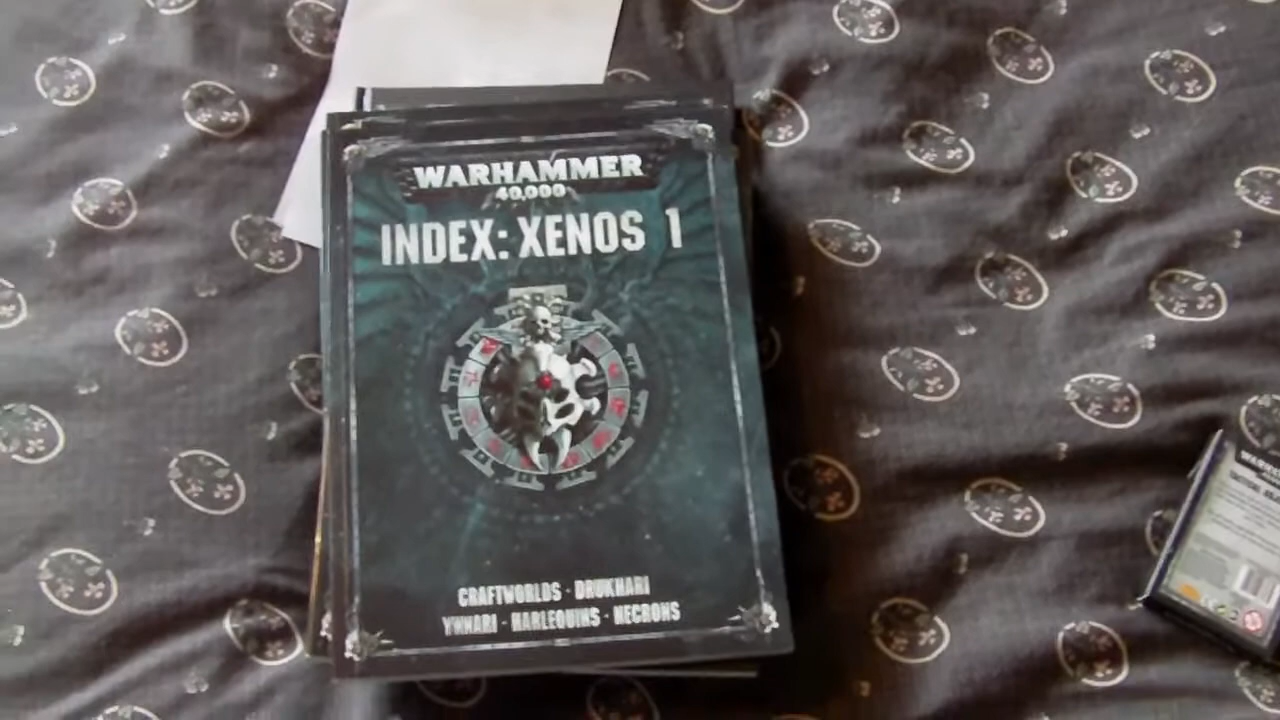 WARHAMMER
40,000
INDEX: XENOS 1
CRAFTWORLDS · DRUKHARI
YNNARI · HARLEQUINS · NECRONS